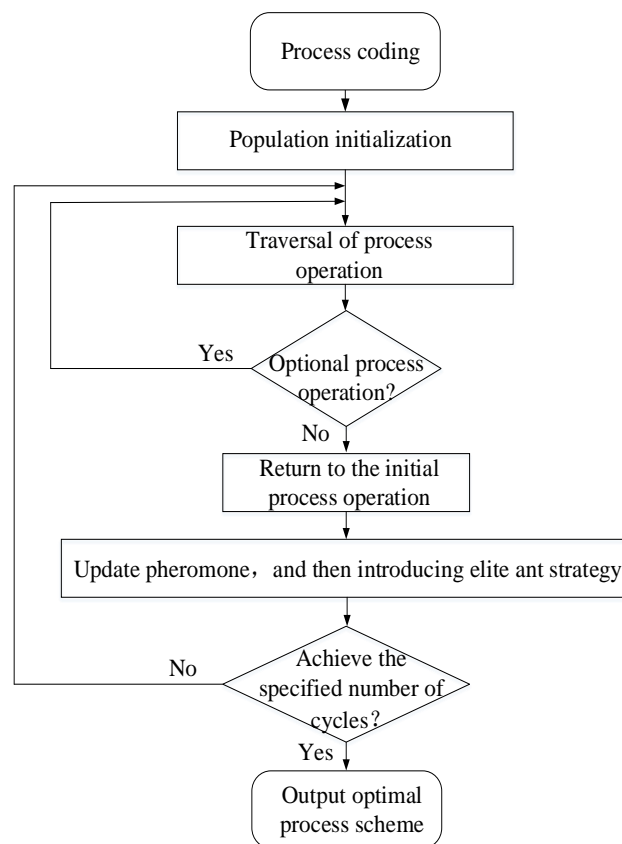 Process coding
Population initialization
Traversal of process
operation
Yes
Optional process
operation?
No
Return to the initial
process operation
Update pheromone，and then introducing elite ant strategy
No
Achieve the
specified number of
cycles？
Yes
Output optimal
process scheme